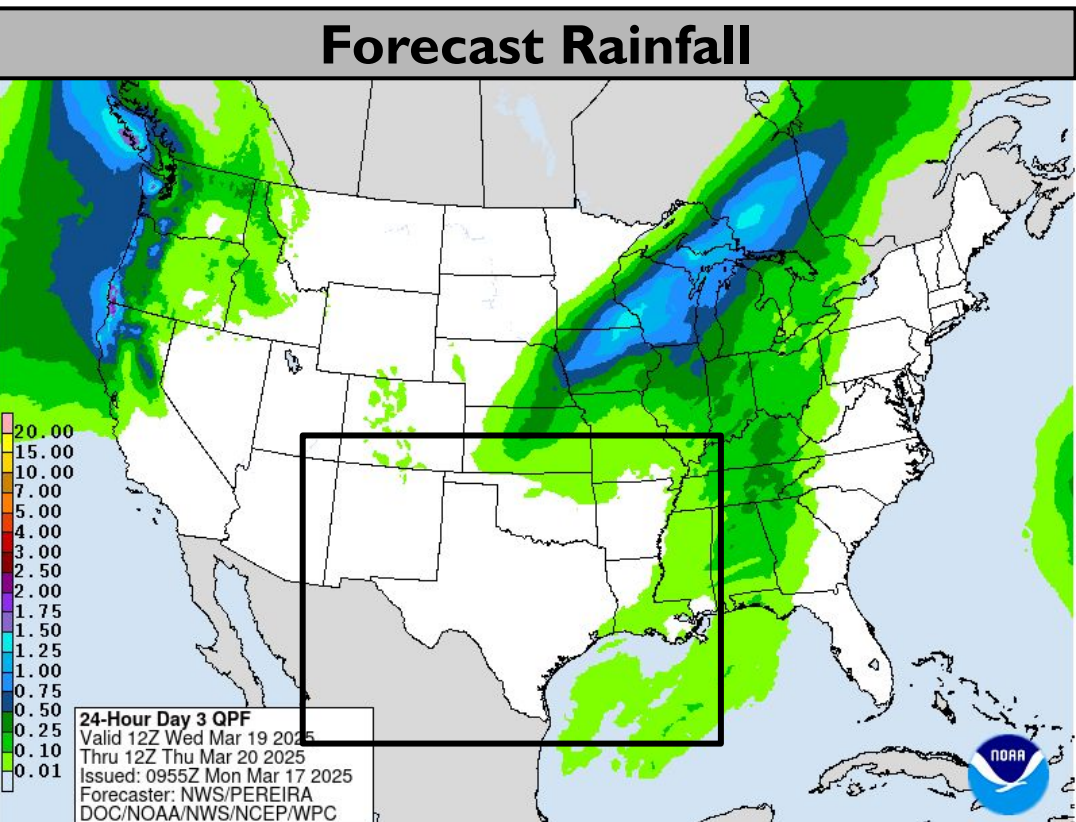 Forecast Rainfall
20.00
15.00
10.00
7.00
5.00
4.00
3.00
2.50
2.00
1.75
1.50
1.25
1.00
0.75
0.50
0.25
0.10
0.01
24-Hour Day 3 QPF
Valid 12Z Wed Mar 19 2025
Thru 12Z Thu Mar 20 2025
Issued: 0955Z Mon Mar 17 2025
Forecaster: NWS/PEREIRA
DOC/NOAA/NWS/NCEP/WPC
NOAA